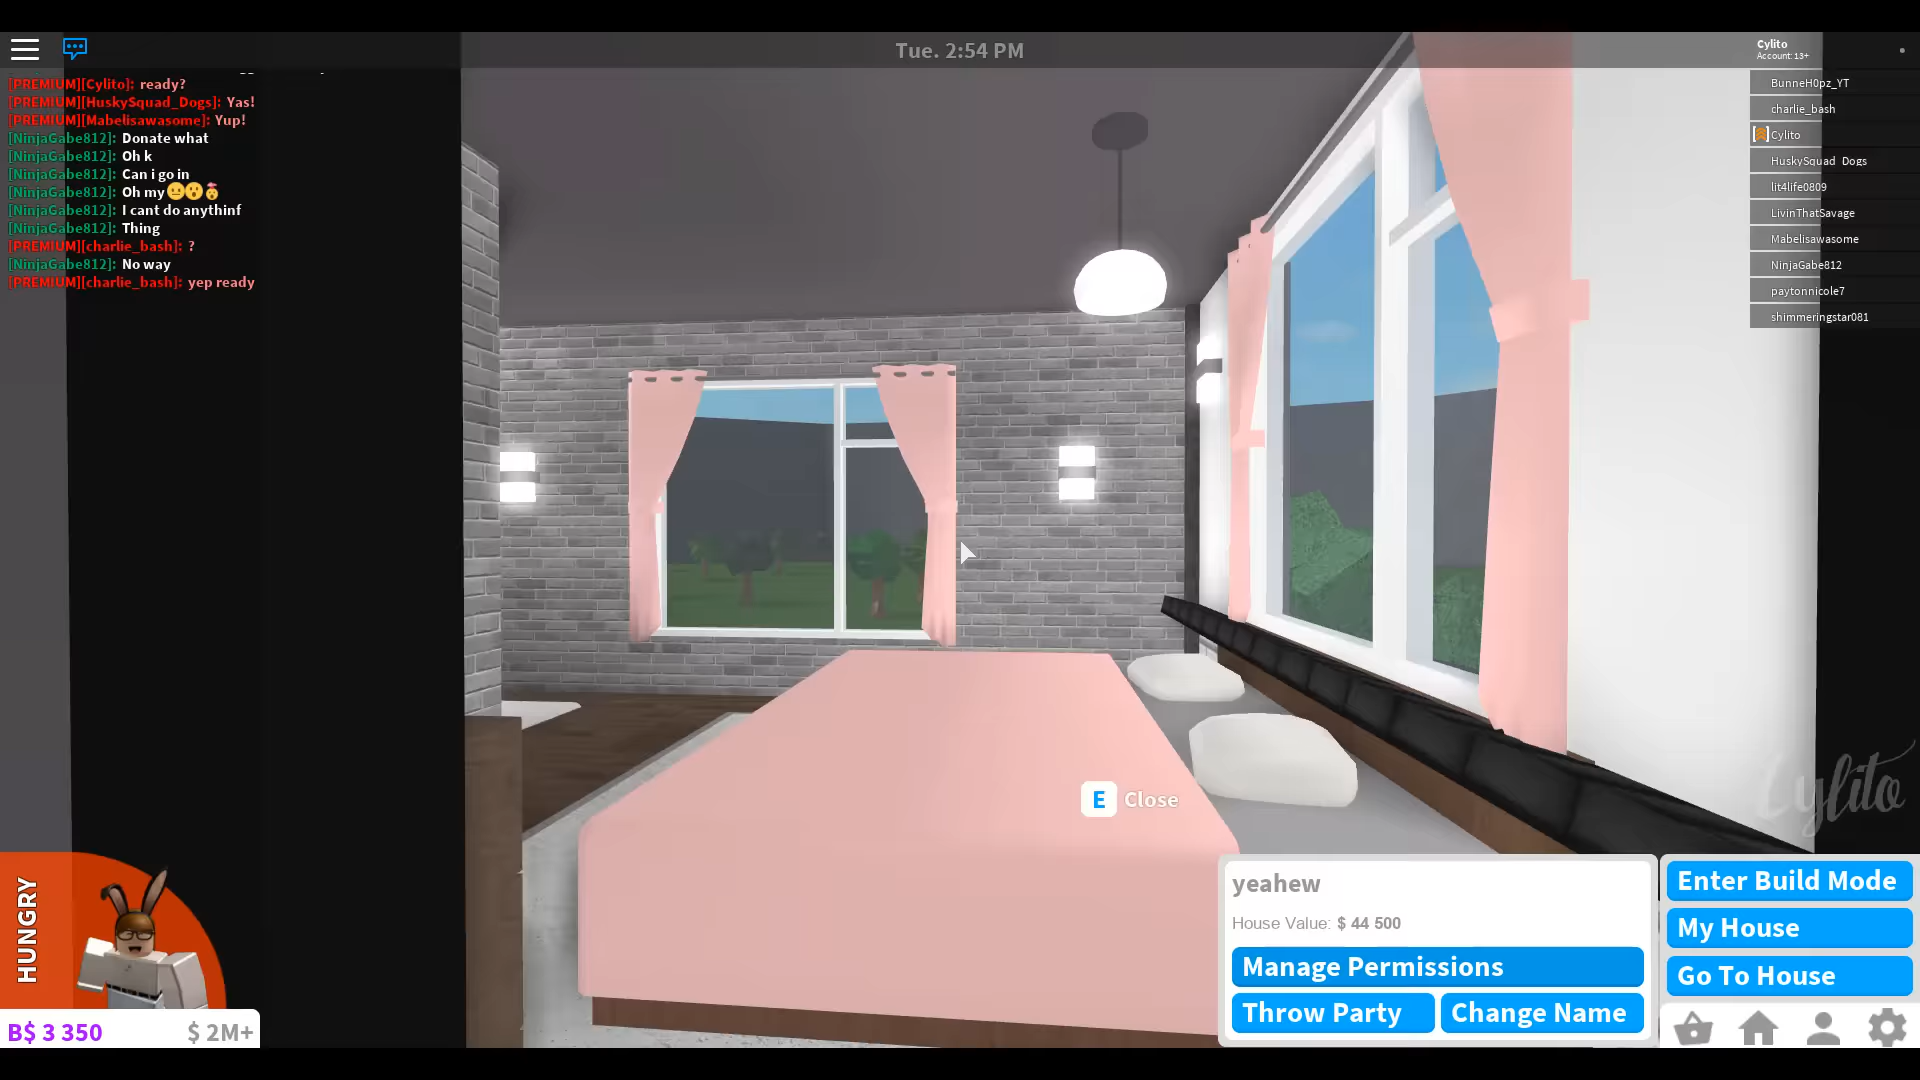 Tue. 2:54 PM
Cylito
Account: 13+
[PREMIUM][Cylito]: ready?
[PREMIUM][HuskySquad_Dogs]: Yas!
[PREMIUM][Mabelisawasome]: Yup!
[NinjaGabe812]: Donate what
[NinjaGabe812]: Oh k
[NinjaGabe812]: Can i go in
[NinjaGabe812]: Oh my
[NinjaGabe812]: I cant do anythinf
[NinjaGabe812]: Thing
[PREMIUM][charlie_bash]: ?
[NinjaGabe812]: No way
[PREMIUM][charlie_bash]: yep ready
BunneH0pz_YT
charlie_bash
Cylito
HuskySquad_Dogs
lit4life0809
LivinThatSavage
Mabelisawasome
NinjaGabe812
paytonnicole7
shimmeringstar081
E Close
Cylito
HUNGRY
B$ 3 350
$ 2M+
yeahew
House Value: $ 44 500
Manage Permissions
Throw Party
Change Name
Enter Build Mode
My House
Go To House